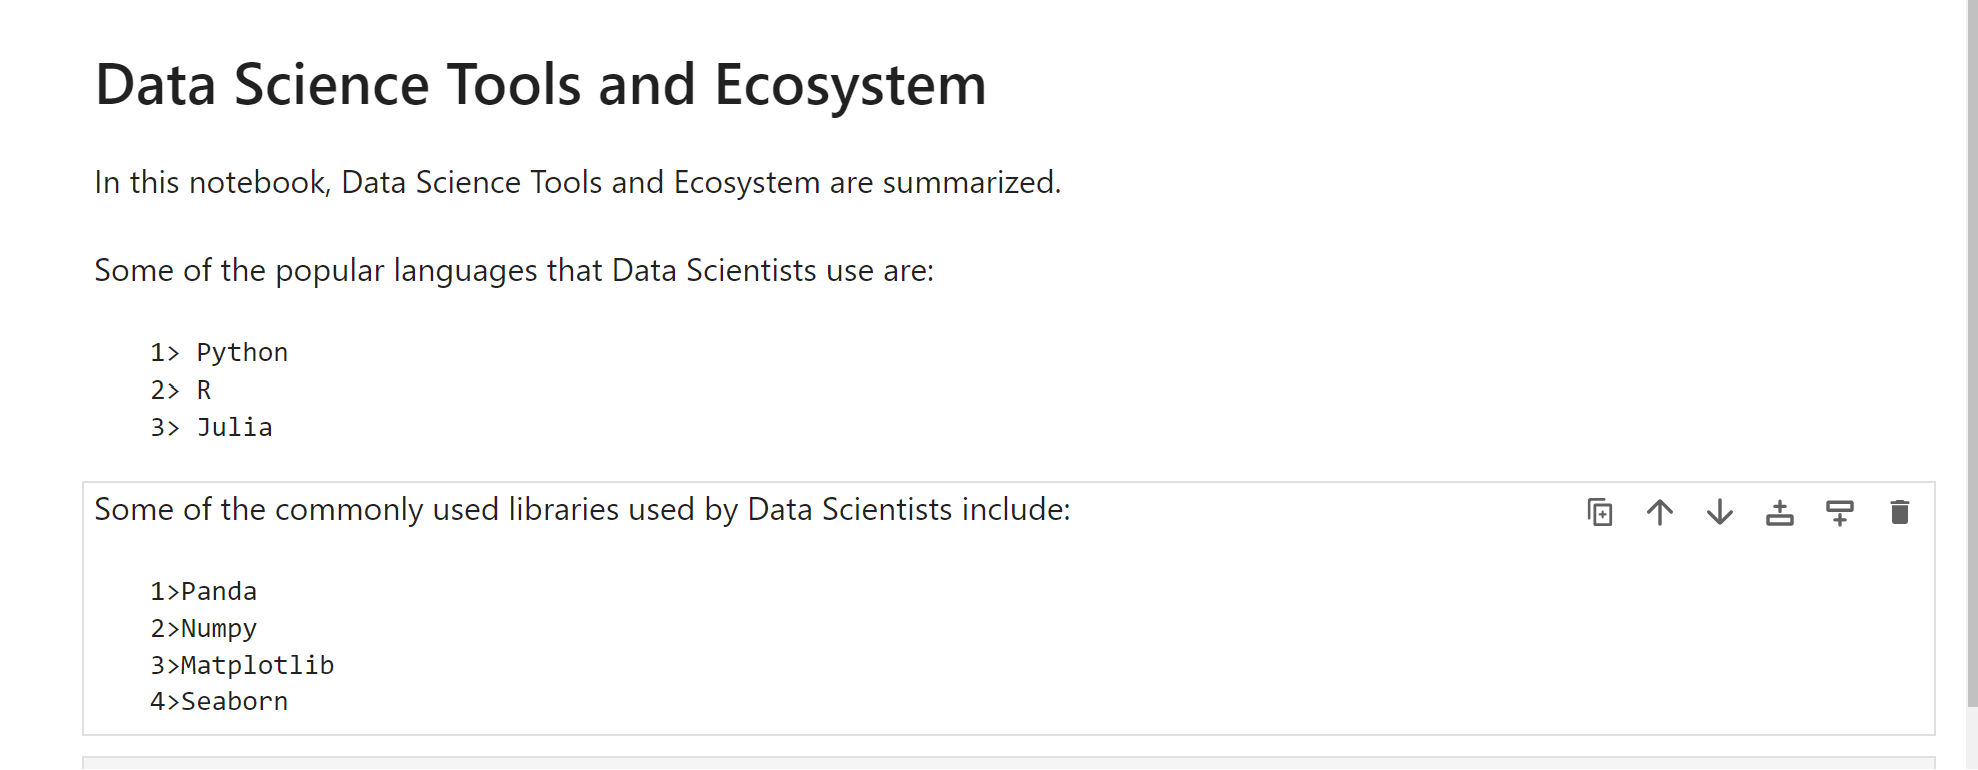 Data Science Tools and Ecosystem
In this notebook, Data Science Tools and Ecosystem are summarized.
Some of the popular languages that Data Scientists use are:
1> Python
2> R
3> Julia
Some of the commonly used libraries used by Data Scientists include:
1>Panda
2>Numpy
3>Matplotlib
4>Seaborn